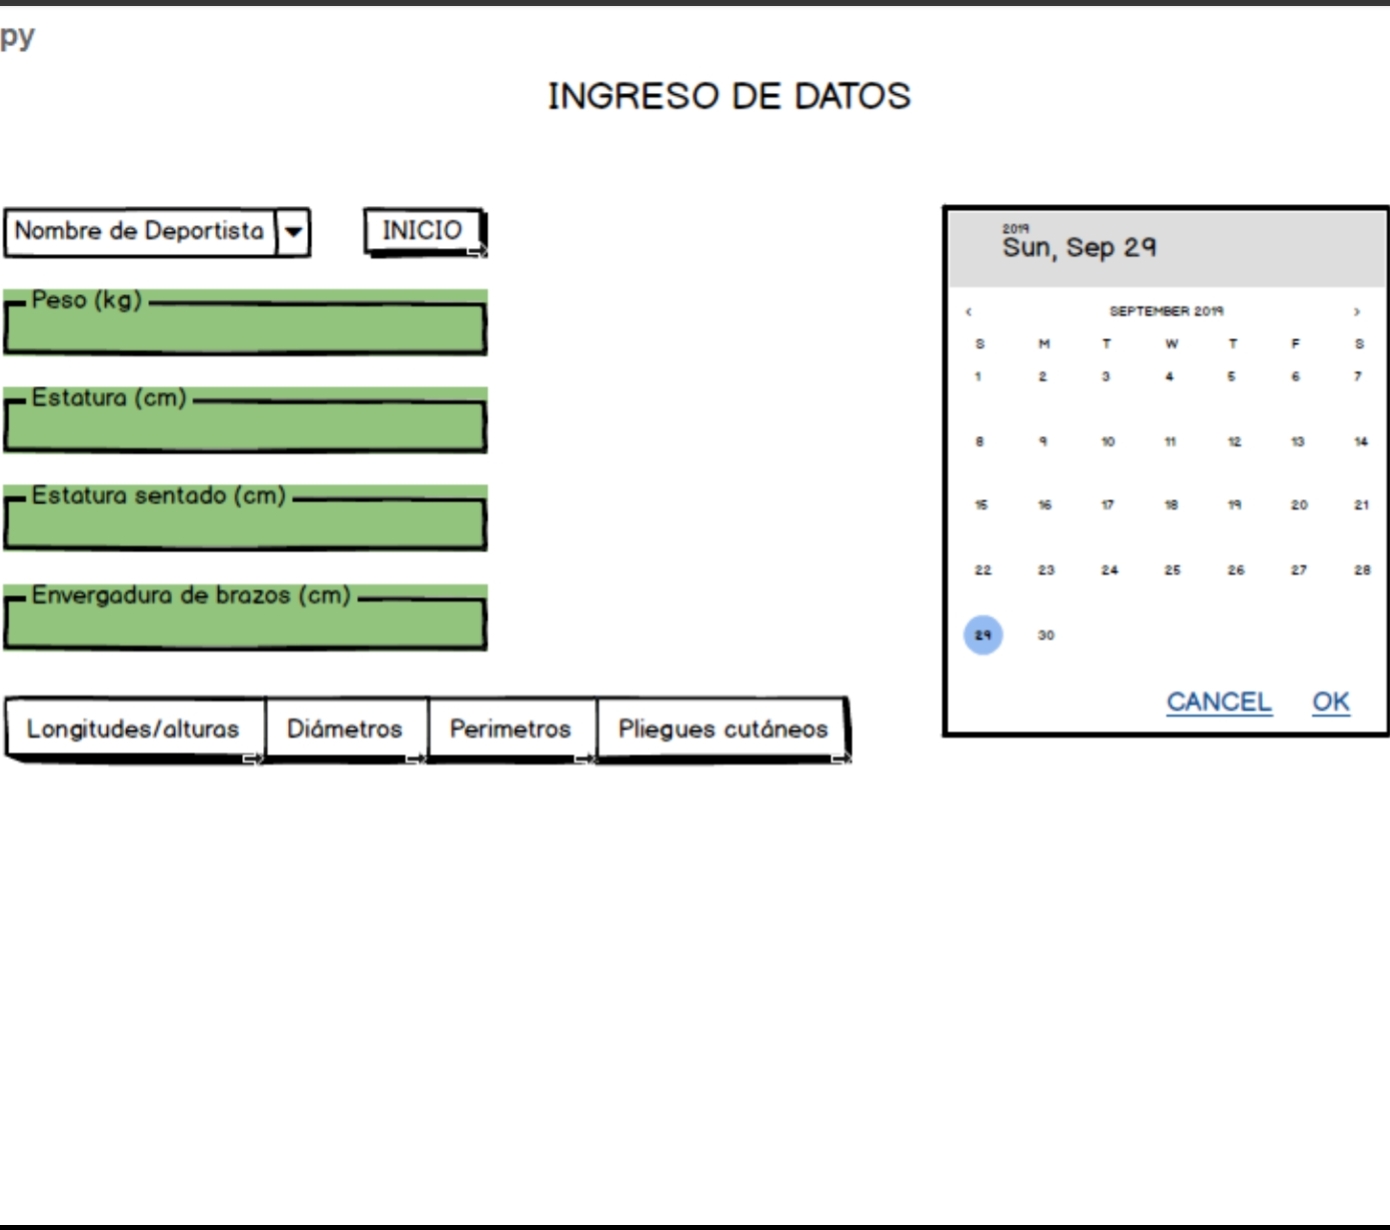 py
INGRESO DE DATOS
Nombre de Deportista
INICIO
Peso (kg)
Estatura (cm)
Estatura sentado (cm)
Envergadura de brazos (cm)
Longitudes/alturas Diámetros Perimetros Pliegues cutáneos
2019
Sun, Sep 29
‹ SEPTEMBER 2019 ›
S M T W T F S
1 2 3 4 5 6 7
8 9 10 11 12 13 14
15 16 17 18 19 20 21
22 23 24 25 26 27 28
29 30
CANCEL OK